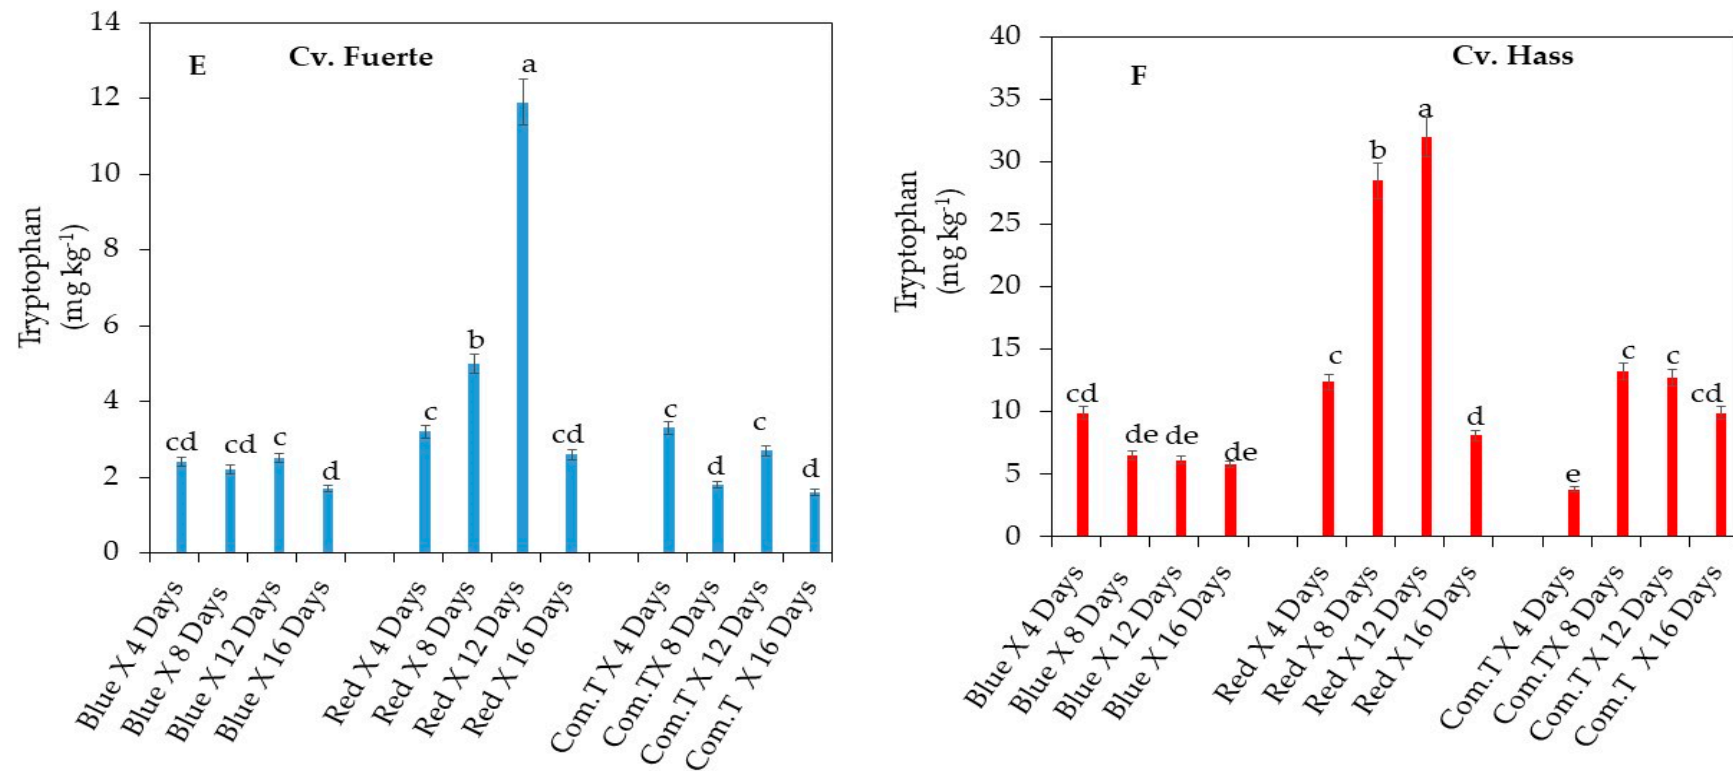 E
Cv. Fuerte
Tryptophan
(mg kg⁻¹)
14
12
10
8
6
4
2
0
cd
cd
c
d
c
b
a
cd
c
d
c
d
Blue X 4 Days
Blue X 8 Days
Blue X 12 Days
Blue X 16 Days
Red X 4 Days
Red X 8 Days
Red X 12 Days
Red X 16 Days
Com.T X 4 Days
Com.TX 8 Days
Com.T X 12 Days
Com.T X 16 Days
F
Cv. Hass
Tryptophan
(mg kg⁻¹)
40
35
30
25
20
15
10
5
0
cd
de
de
de
c
b
a
d
e
c
c
cd
Blue X 4 Days
Blue X 8 Days
Blue X 12 Days
Blue X 16 Days
Red X 4 Days
Red X 8 Days
Red X 12 Days
Red X 16 Days
Com.T X 4 Days
Com.TX 8 Days
Com.T X 12 Days
Com.T X 16 Days